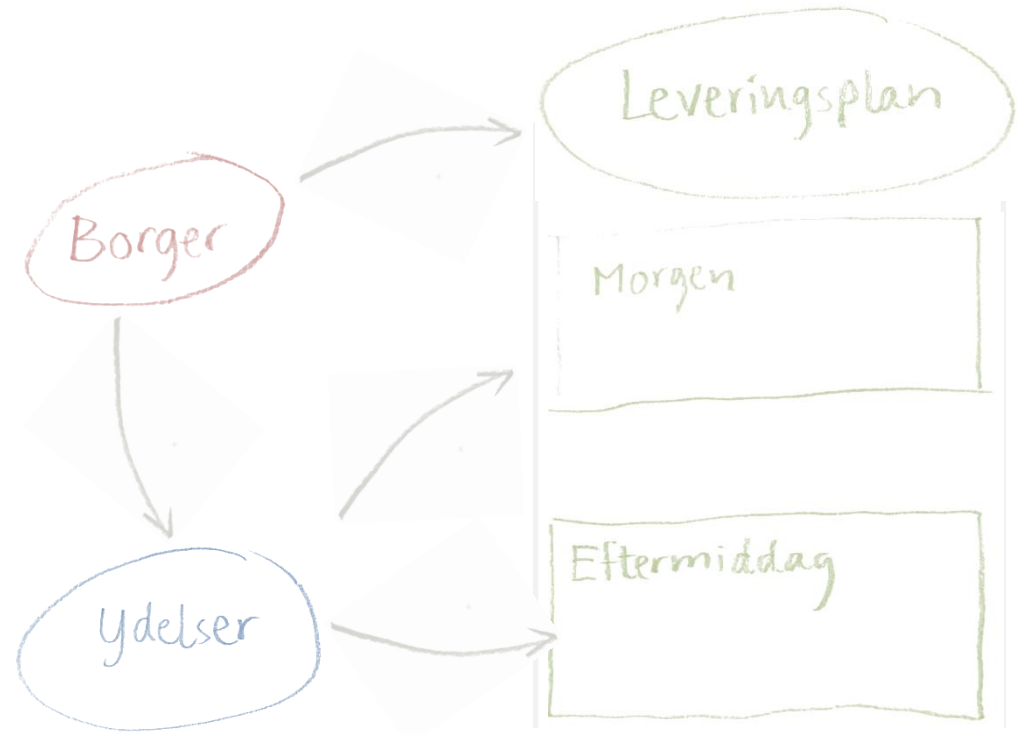 Leveringsplan
Borger
Morgen
Eftermiddag
Ydelser